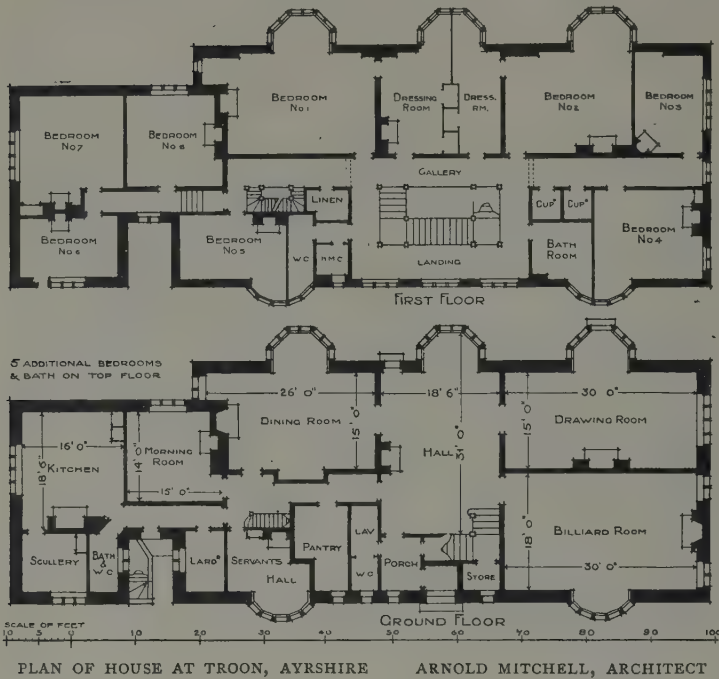 BEDROOM
No1
DRESSING
ROOM
DRESS.
RM.
BEDROOM
No2
BEDROOM
No3
BEDROOM
No7
BEDROOM
No8
GALLERY
LINEN
CUPD
CUPD
BEDROOM
No6
BEDROOM
No5
W.C
H.M.C
LANDING
BATH
ROOM
BEDROOM
No4
FIRST FLOOR
5 ADDITIONAL BEDROOMS
& BATH ON TOP FLOOR
26' 0"
DINING ROOM
15' 0"
18' 6"
HALL
31' 0"
30' 0"
15' 0"
DRAWING ROOM
16' 0"
18' 6"
KITCHEN
14' 0"
MORNING
ROOM
15' 0"
SCULLERY
BATH
&
W.C
LARDR
SERVANTS
HALL
PANTRY
LAV
W.C
PORCH
STORE
18' 0"
BILLIARD ROOM
30' 0"
GROUND FLOOR
SCALE OF FEET
10 5 0 10 20 30 40 50 60 70 80 90 100
PLAN OF HOUSE AT TROON, AYRSHIRE ARNOLD MITCHELL, ARCHITECT